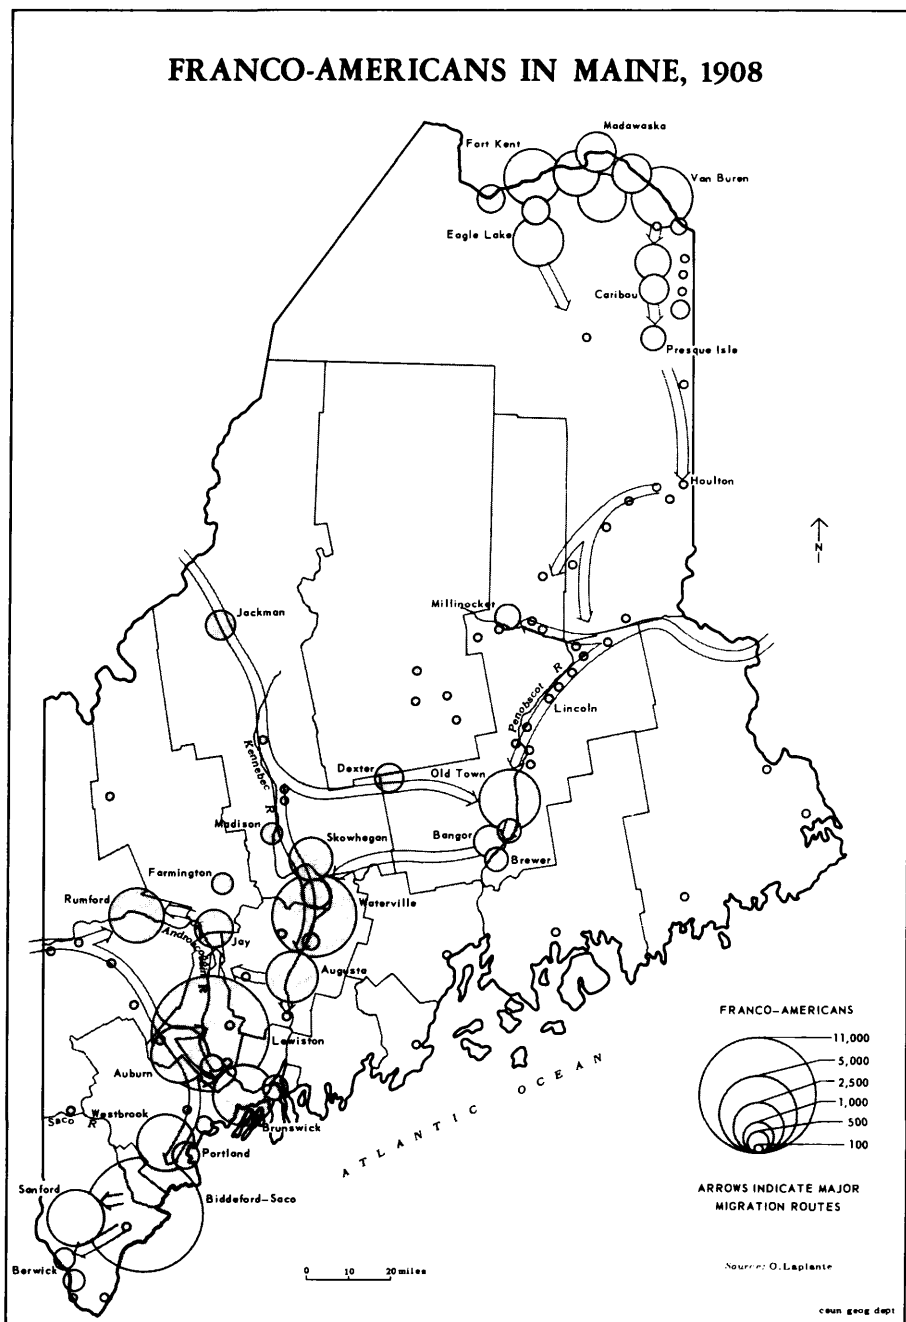 FRANCO-AMERICANS IN MAINE, 1908
Madawaska
Fort Kent
Van Buren
Eagle Lake
Caribou
Presque Isle
Houlton
N
Millinocket
Jackman
Penobscot R
Lincoln
Kennebec R
Dexter
Old Town
Madison
Skowhegan
Bangor
Brewer
Farmington
Rumford
Waterville
Androscoggin R
Jay
Augusta
Lewiston
Auburn
Saco R
Westbrook
Brunswick
Portland
ATLANTIC OCEAN
Sanford
Biddeford-Saco
Berwick
FRANCO-AMERICANS
11,000
5,000
2,500
1,000
500
100
ARROWS INDICATE MAJOR
MIGRATION ROUTES
0 10 20 miles
Source: O. Laplante
csun geog dept